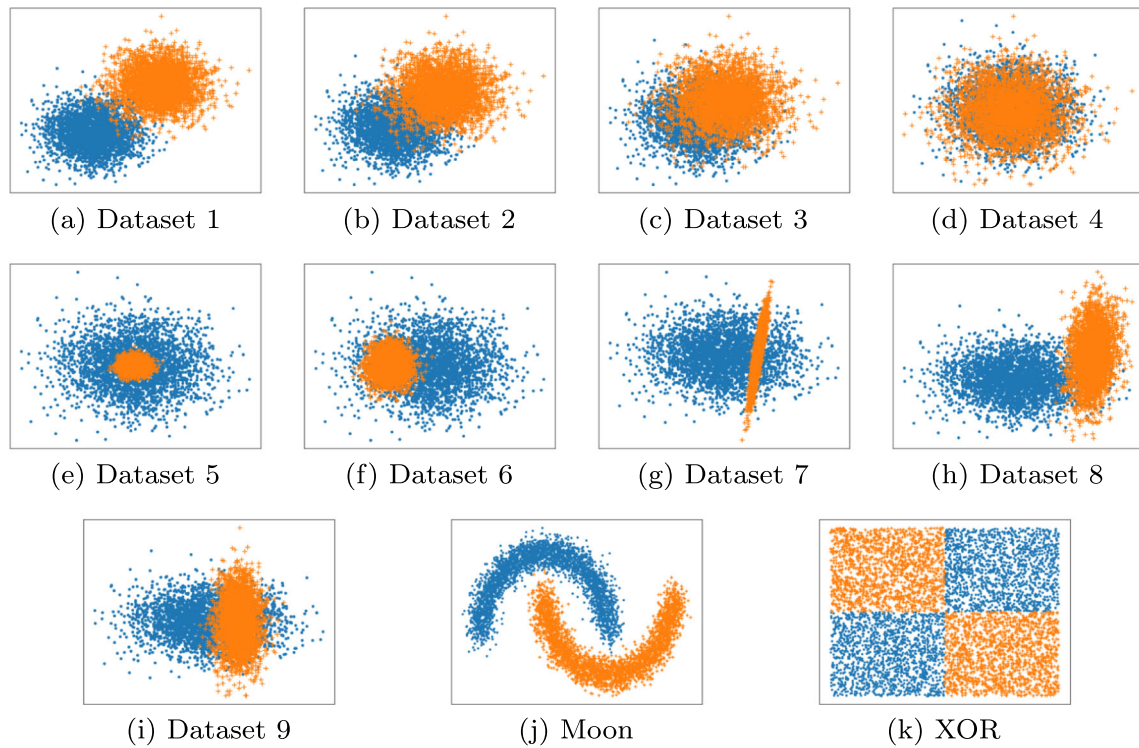 (a) Dataset 1
(b) Dataset 2
(c) Dataset 3
(d) Dataset 4
(e) Dataset 5
(f) Dataset 6
(g) Dataset 7
(h) Dataset 8
(i) Dataset 9
(j) Moon
(k) XOR